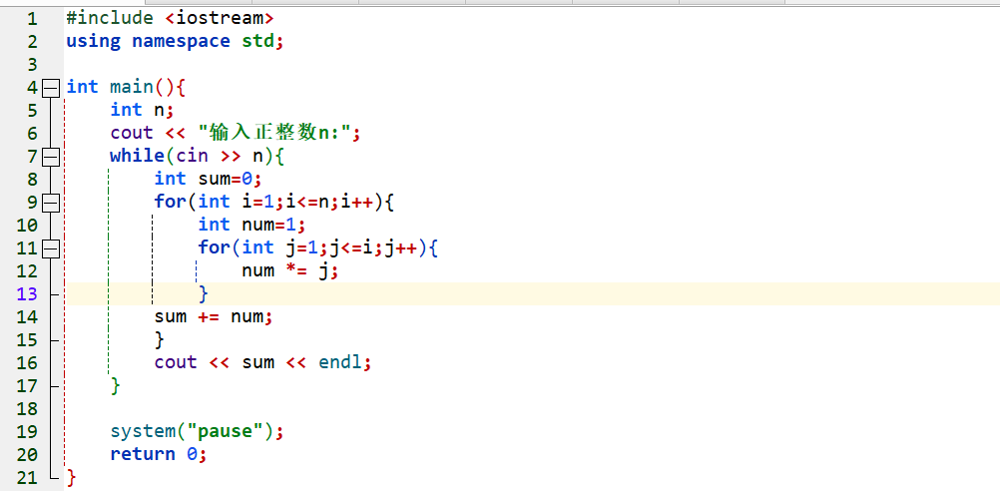 1 #include <iostream>
2 using namespace std;
3
4 int main(){
5     int n;
6     cout << "输入正整数n:";
7     while(cin >> n){
8         int sum=0;
9         for(int i=1;i<=n;i++){
10             int num=1;
11             for(int j=1;j<=i;j++){
12                 num *= j;
13             }
14         sum += num;
15         }
16         cout << sum << endl;
17     }
18
19     system("pause");
20     return 0;
21 }